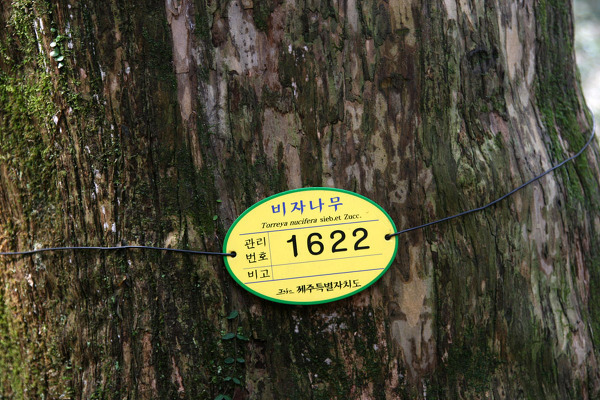 비자나무
Torreya nucifera sieb.et Zucc.
관리
번호
1622
비고
제주특별자치도